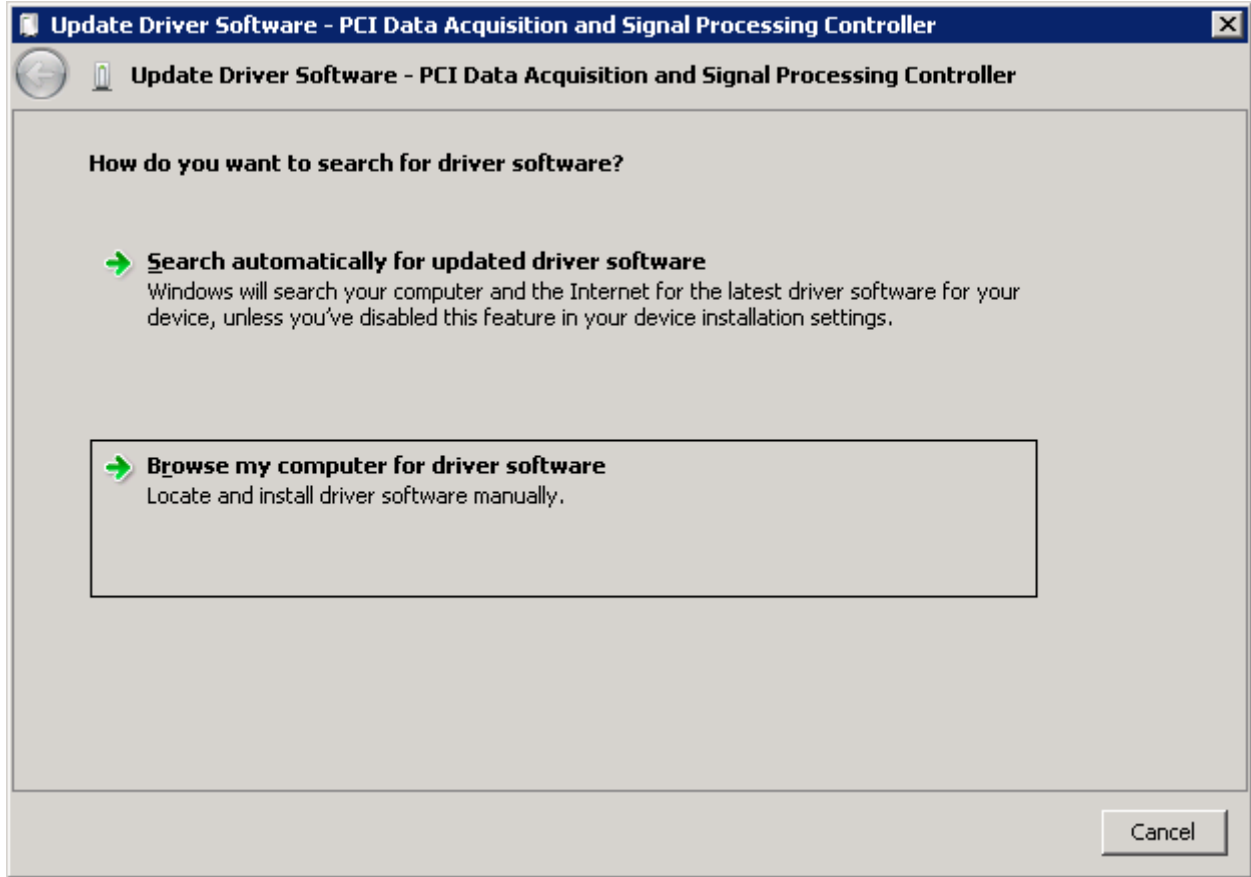 Update Driver Software - PCI Data Acquisition and Signal Processing Controller
Update Driver Software - PCI Data Acquisition and Signal Processing Controller
How do you want to search for driver software?
Search automatically for updated driver software
Windows will search your computer and the Internet for the latest driver software for your
device, unless you've disabled this feature in your device installation settings.
Browse my computer for driver software
Locate and install driver software manually.
Cancel